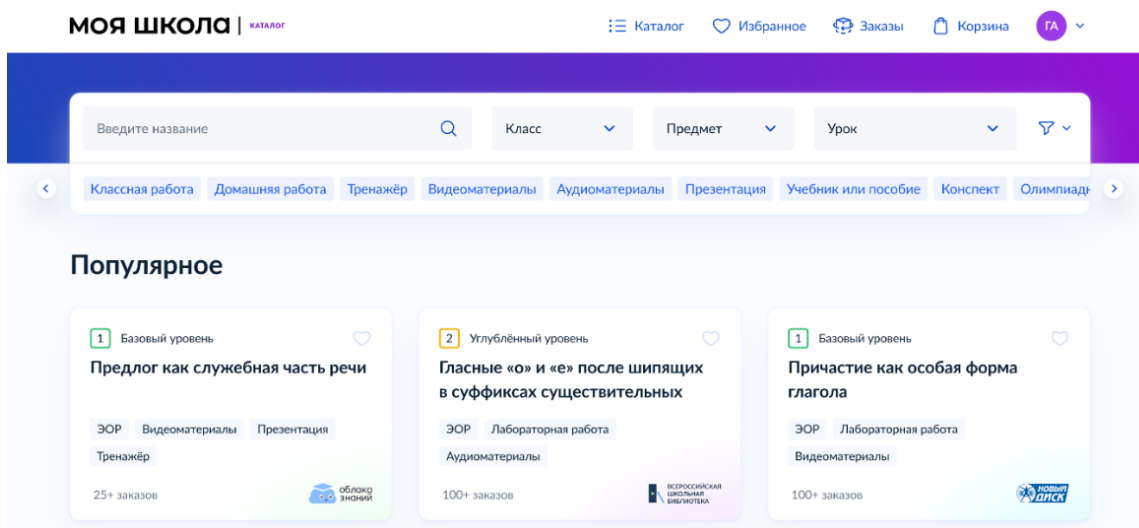 МОЯ ШКОЛА | КАТАЛОГ
Каталог
Избранное
Заказы
Корзина
ГА
Введите название
Класс
Предмет
Урок
Классная работа
Домашняя работа
Тренажёр
Видеоматериалы
Аудиоматериалы
Презентация
Учебник или пособие
Конспект
Олимпиадн
Популярное
1 Базовый уровень
Предлог как служебная часть речи
ЭОР Видеоматериалы Презентация
Тренажёр
25+ заказов
облако
знаний
2 Углублённый уровень
Гласные «о» и «е» после шипящих
в суффиксах существительных
ЭОР Лабораторная работа
Аудиоматериалы
100+ заказов
ВСЕРОССИЙСКАЯ
ШКОЛЬНАЯ
БИБЛИОТЕКА
1 Базовый уровень
Причастие как особая форма
глагола
ЭОР Лабораторная работа
Видеоматериалы
100+ заказов
НОВЫЙ
ДИСК